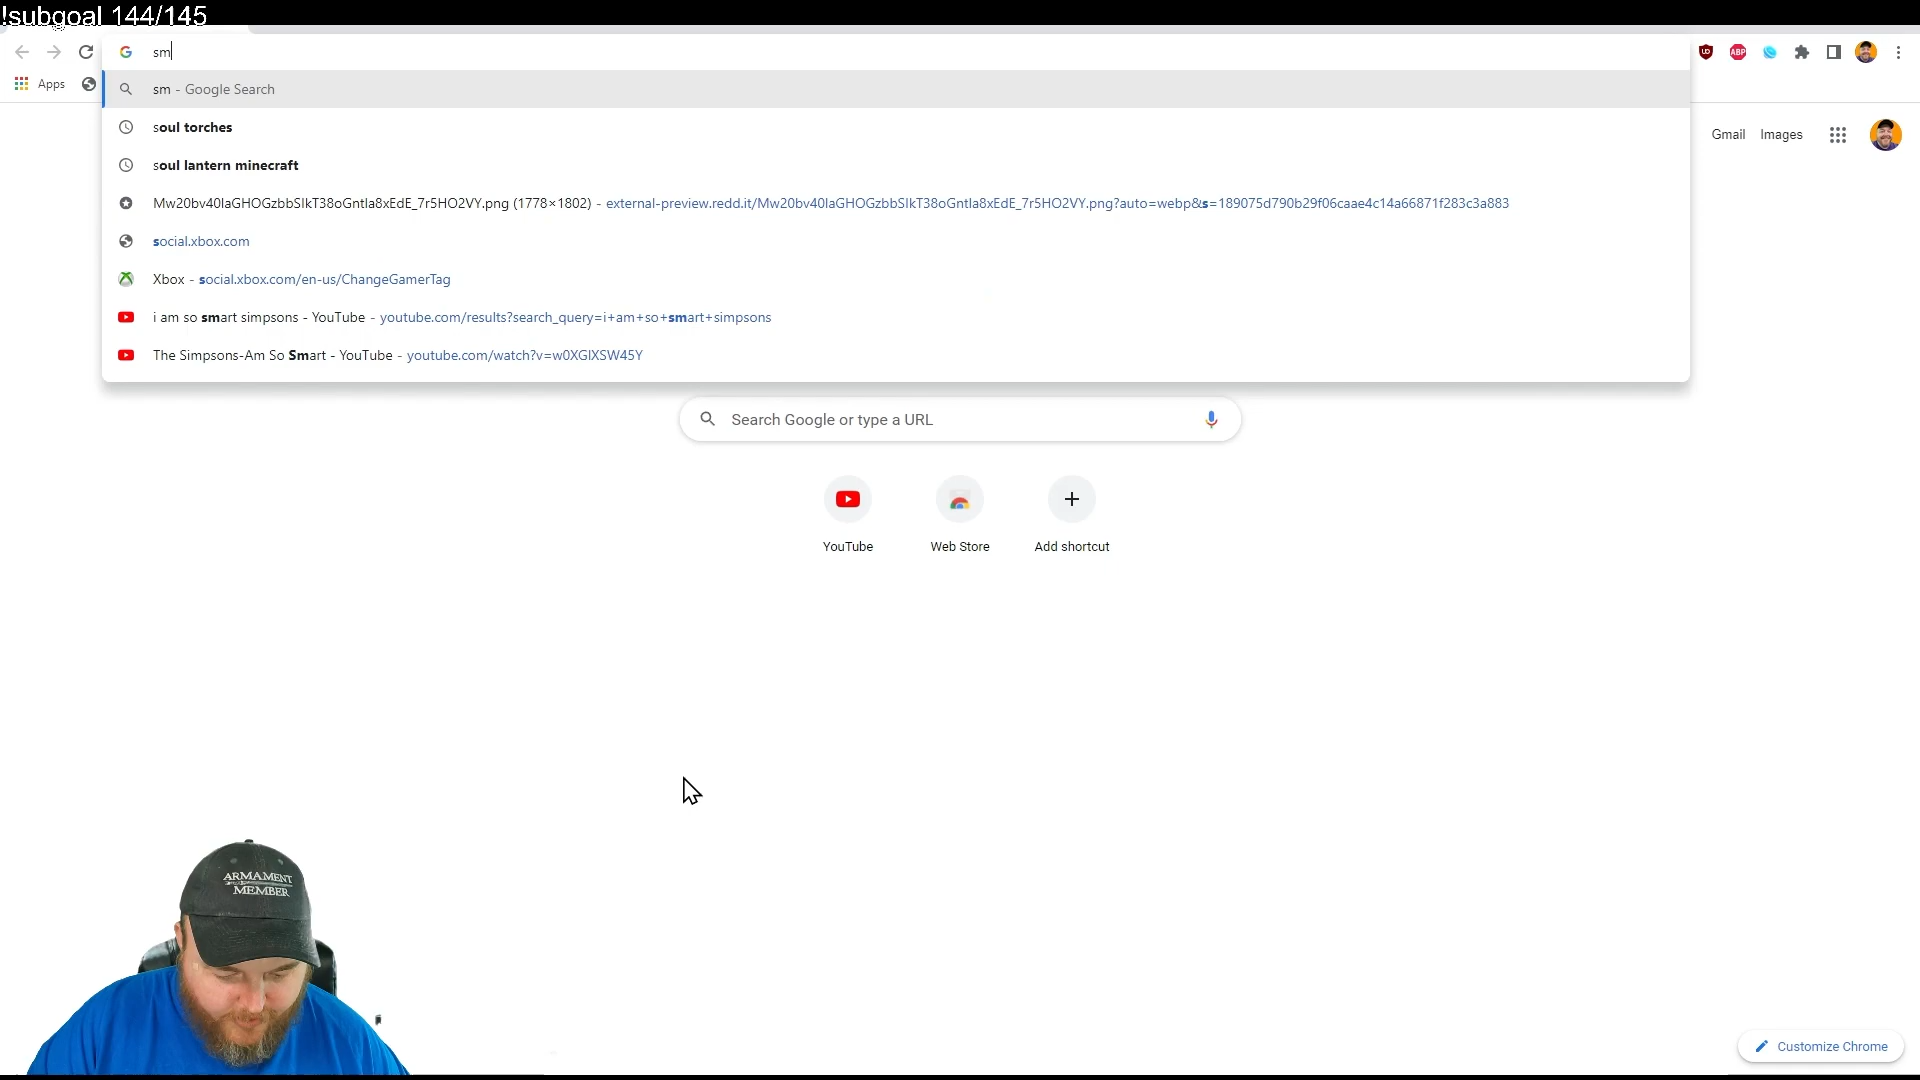 !subgoal 144/145
sm
Apps
sm - Google Search
soul torches
soul lantern minecraft
Mw20bv40laGHOGzbbSIkT38oGntla8xEdE_7r5HO2VY.png (1778×1802) - external-preview.redd.it/Mw20bv40laGHOGzbbSIkT38oGntla8xEdE_7r5HO2VY.png?auto=webp&s=189075d790b29f06caae4c14a66871f283c3a883
social.xbox.com
Xbox - social.xbox.com/en-us/ChangeGamerTag
i am so smart simpsons - YouTube - youtube.com/results?search_query=i+am+so+smart+simpsons
The Simpsons-Am So Smart - YouTube - youtube.com/watch?v=w0XGlXSW45Y
ABP
Gmail Images
Search Google or type a URL
YouTube Web Store Add shortcut
ARMAMENT
MEMBER
Customize Chrome